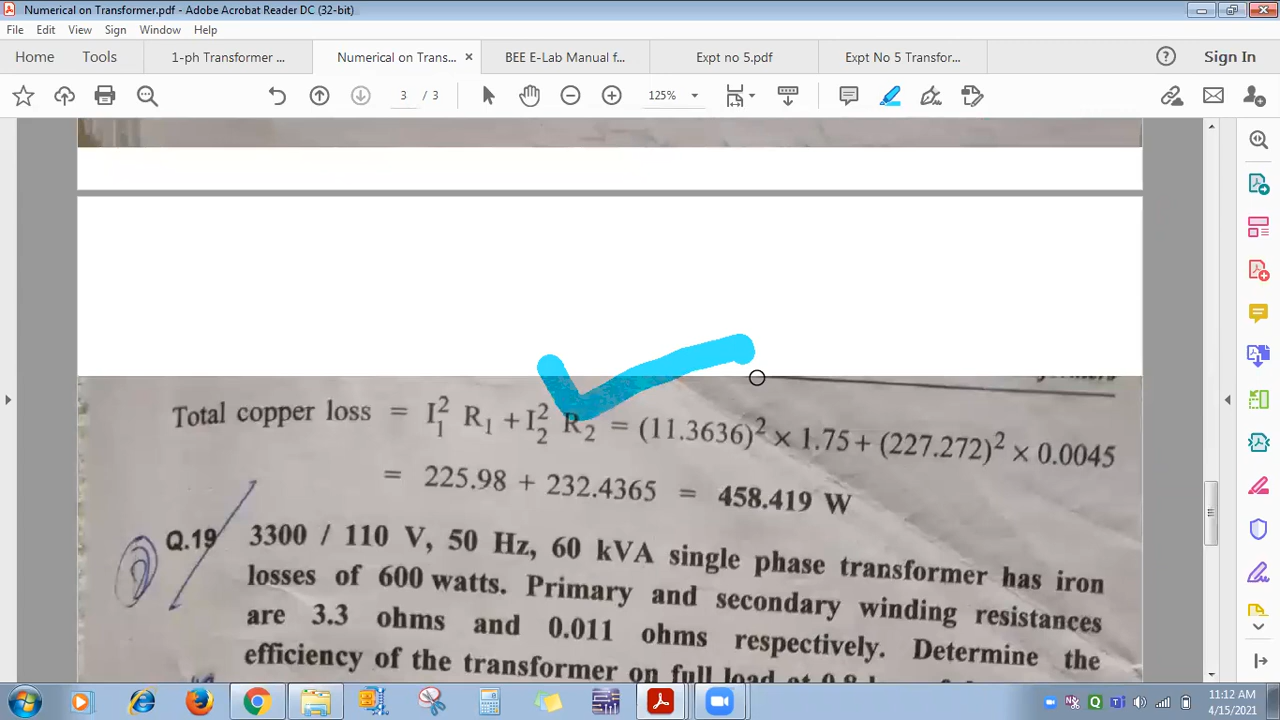 Numerical on Transformer.pdf - Adobe Acrobat Reader DC (32-bit)
File Edit View Sign Window Help
Home Tools 1-ph Transformer ... Numerical on Trans... × BEE E-Lab Manual f... Expt no 5.pdf Expt No 5 Transfor... Sign In
3 / 3 125%
Total copper loss = I₁² R₁ + I₂² R₂ = (11.3636)² × 1.75 + (227.272)² × 0.0045
= 225.98 + 232.4365 = 458.419 W
Q.19 3300 / 110 V, 50 Hz, 60 kVA single phase transformer has iron
losses of 600 watts. Primary and secondary winding resistances
are 3.3 ohms and 0.011 ohms respectively. Determine the
efficiency of the transformer on full load at 0.8
11:12 AM
4/15/2021